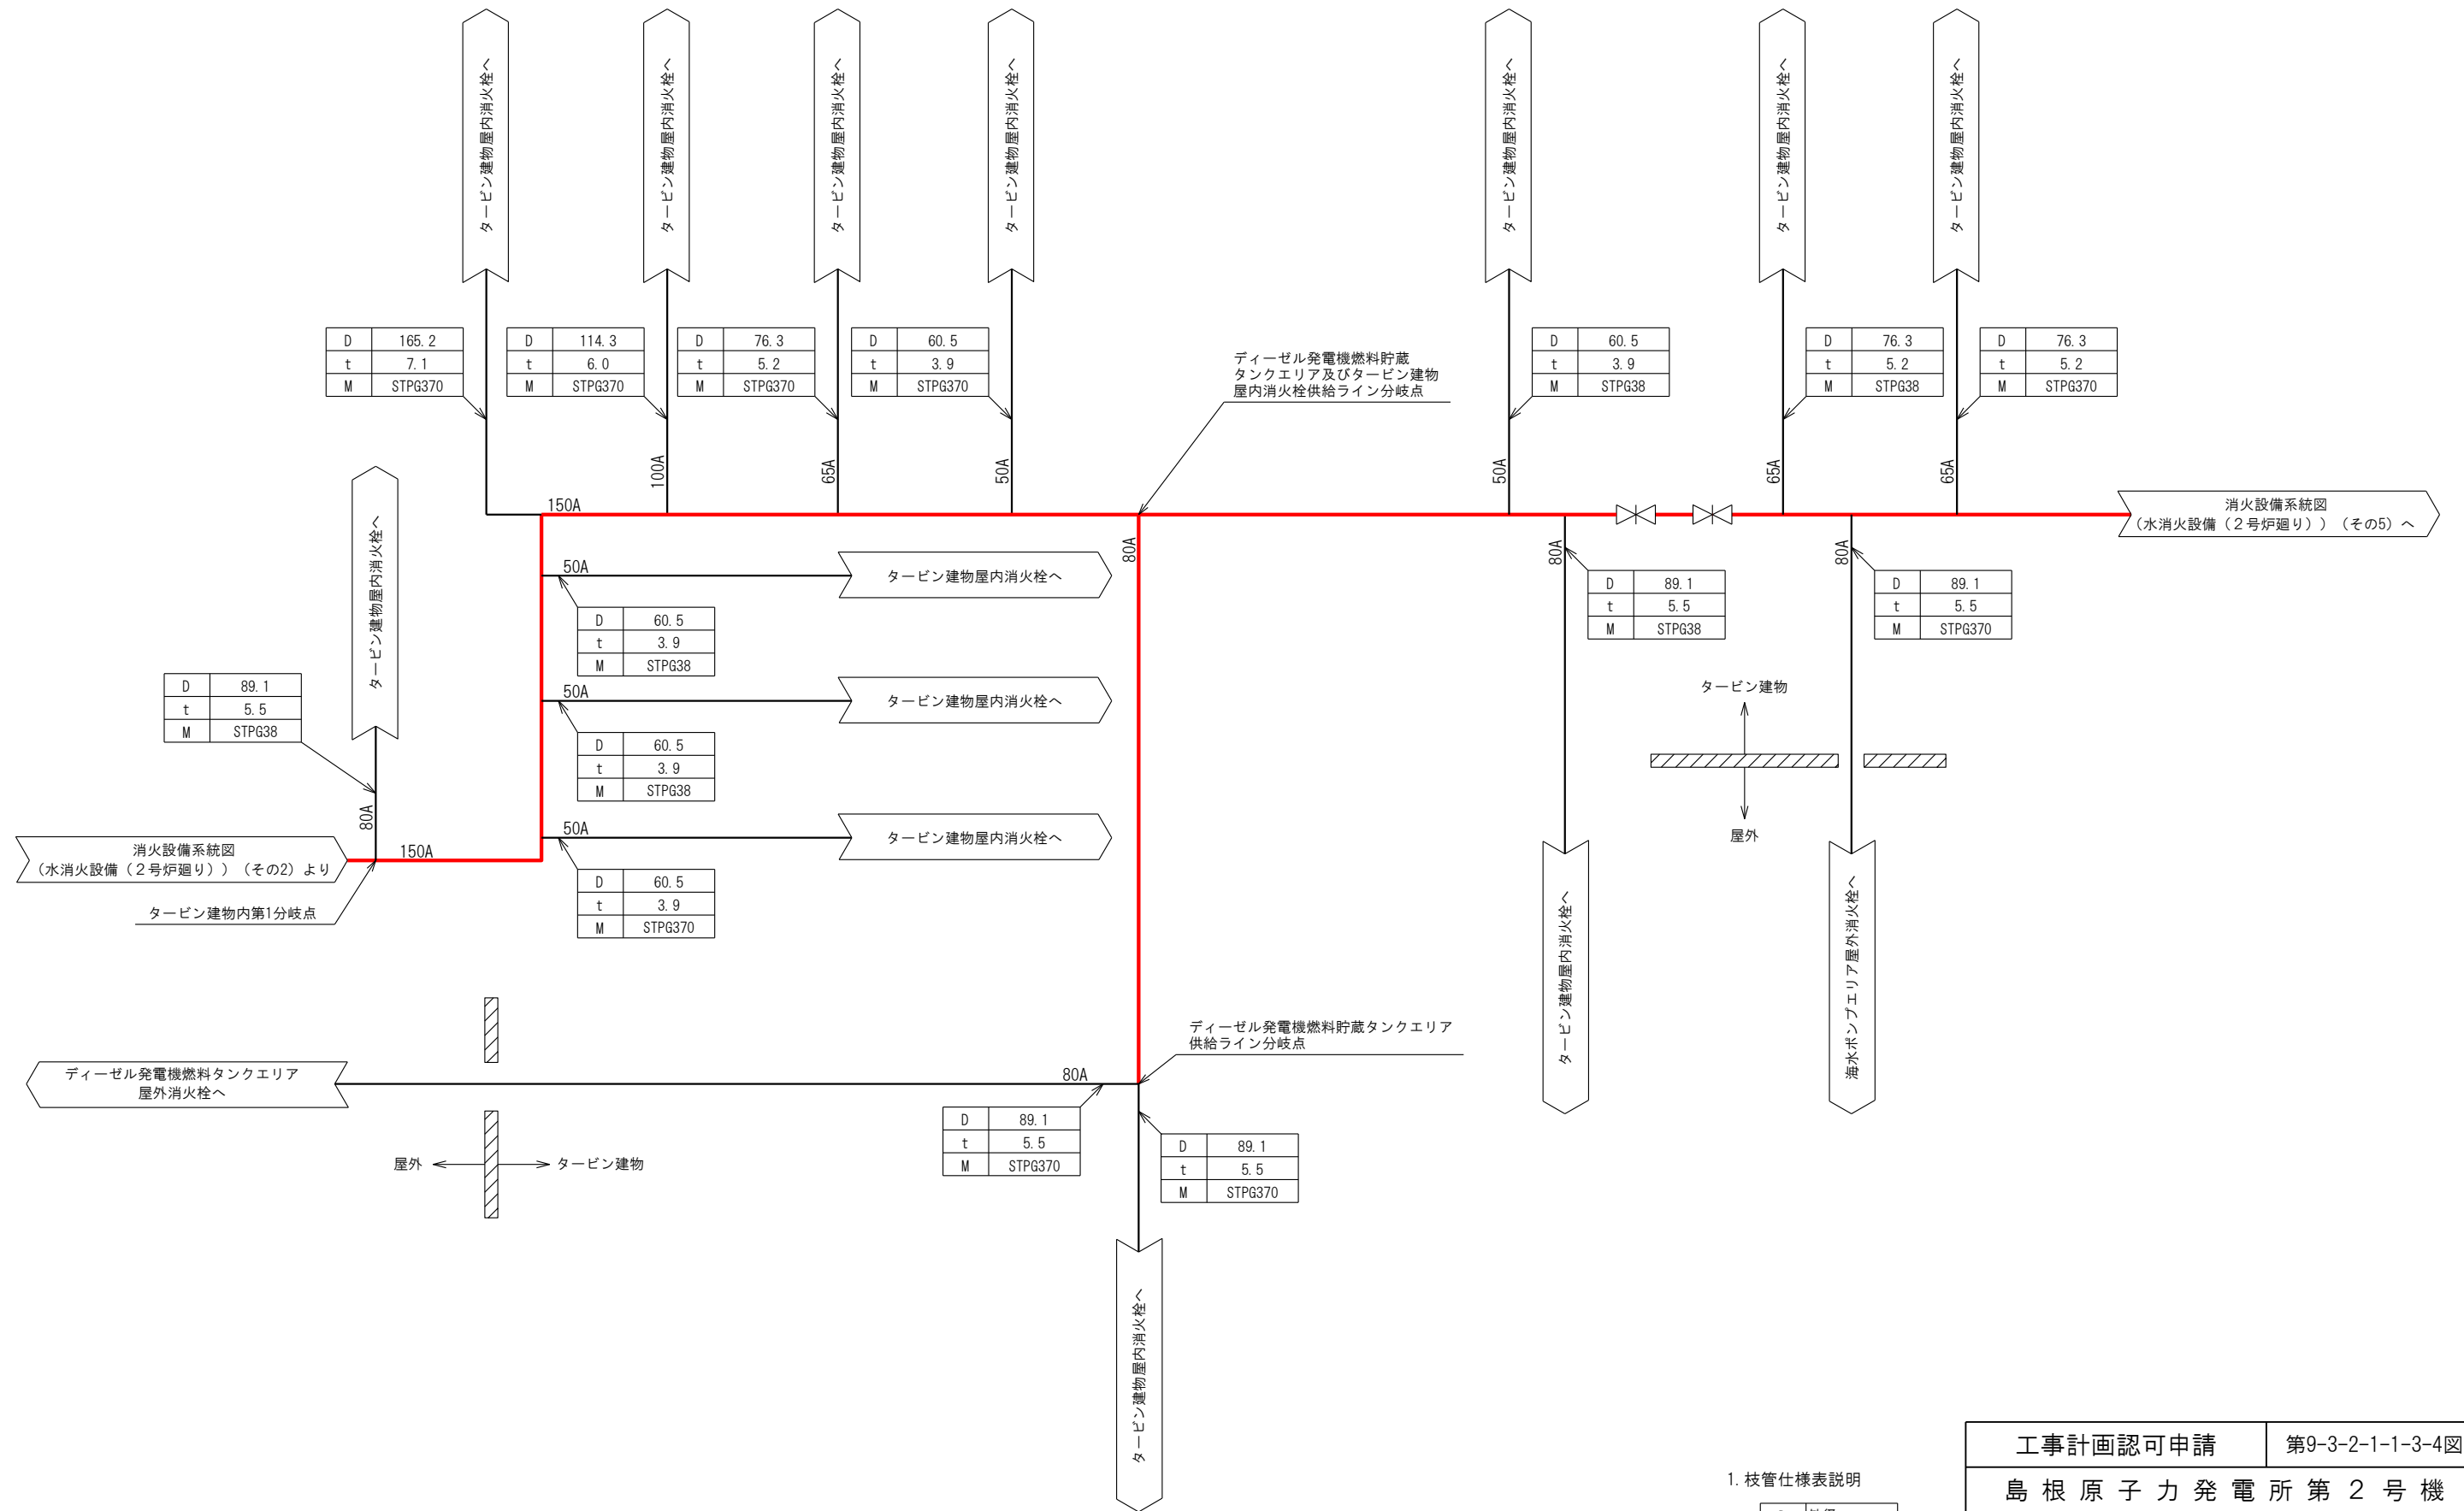 タービン建物屋内消火栓へ
タービン建物屋内消火栓へ
タービン建物屋内消火栓へ
タービン建物屋内消火栓へ
タービン建物屋内消火栓へ
タービン建物屋内消火栓へ
タービン建物屋内消火栓へ
D 165.2
t 7.1
M STPG370
D 114.3
t 6.0
M STPG370
D 76.3
t 5.2
M STPG370
D 60.5
t 3.9
M STPG370
ディーゼル発電機燃料貯蔵
タンクエリア及びタービン建物
屋内消火栓供給ライン分岐点
D 60.5
t 3.9
M STPG38
D 76.3
t 5.2
M STPG38
D 76.3
t 5.2
M STPG370
100A
65A
50A
50A
65A
65A
150A
消火設備系統図
(水消火設備(2号炉廻り))(その5)へ
タービン建物屋内消火栓へ
80A
80A
80A
50A
タービン建物屋内消火栓へ
D 60.5
t 3.9
M STPG38
D 89.1
t 5.5
M STPG38
D 89.1
t 5.5
M STPG370
50A
タービン建物屋内消火栓へ
D 60.5
t 3.9
M STPG38
タービン建物
屋外
D 89.1
t 5.5
M STPG38
80A
50A
タービン建物屋内消火栓へ
D 60.5
t 3.9
M STPG370
消火設備系統図
(水消火設備(2号炉廻り))(その2)より
150A
タービン建物内第1分岐点
タービン建物屋内消火栓へ
海水ポンプエリア屋外消火栓へ
ディーゼル発電機燃料貯蔵タンクエリア
供給ライン分岐点
ディーゼル発電機燃料タンクエリア
屋外消火栓へ
80A
D 89.1
t 5.5
M STPG370
D 89.1
t 5.5
M STPG370
屋外
タービン建物
タービン建物屋内消火栓へ
1. 枝管仕様表説明
工事計画認可申請
第9-3-2-1-1-3-4図
島根原子力発電所第2号機